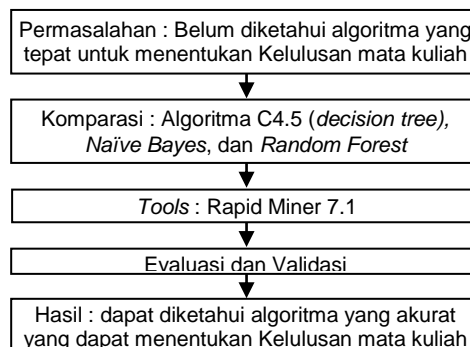 Permasalahan : Belum diketahui algoritma yang
tepat untuk menentukan Kelulusan mata kuliah
Komparasi : Algoritma C4.5 (decision tree),
Naïve Bayes, dan Random Forest
Tools : Rapid Miner 7.1
Evaluasi dan Validasi
Hasil : dapat diketahui algoritma yang akurat
yang dapat menentukan Kelulusan mata kuliah